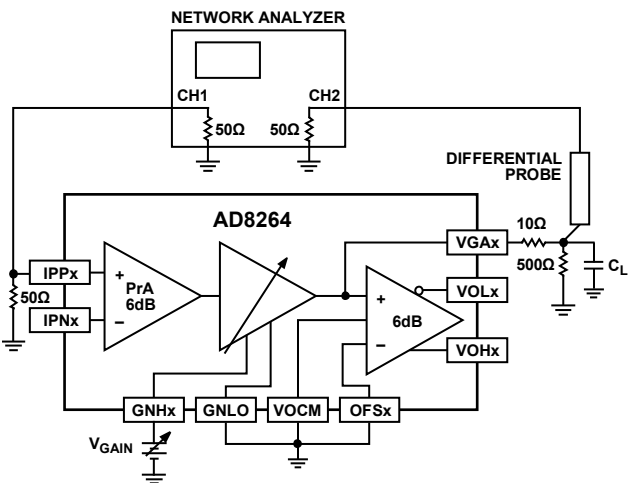 NETWORK ANALYZER
CH1
CH2
50Ω
50Ω
DIFFERENTIAL
PROBE
AD8264
10Ω
VGAx
IPPx
+
PrA
6dB
–
500Ω
CL
50Ω
IPNx
+
6dB
–
VOLx
VOHx
GNHx
GNLO
VOCM
OFSx
VGAIN